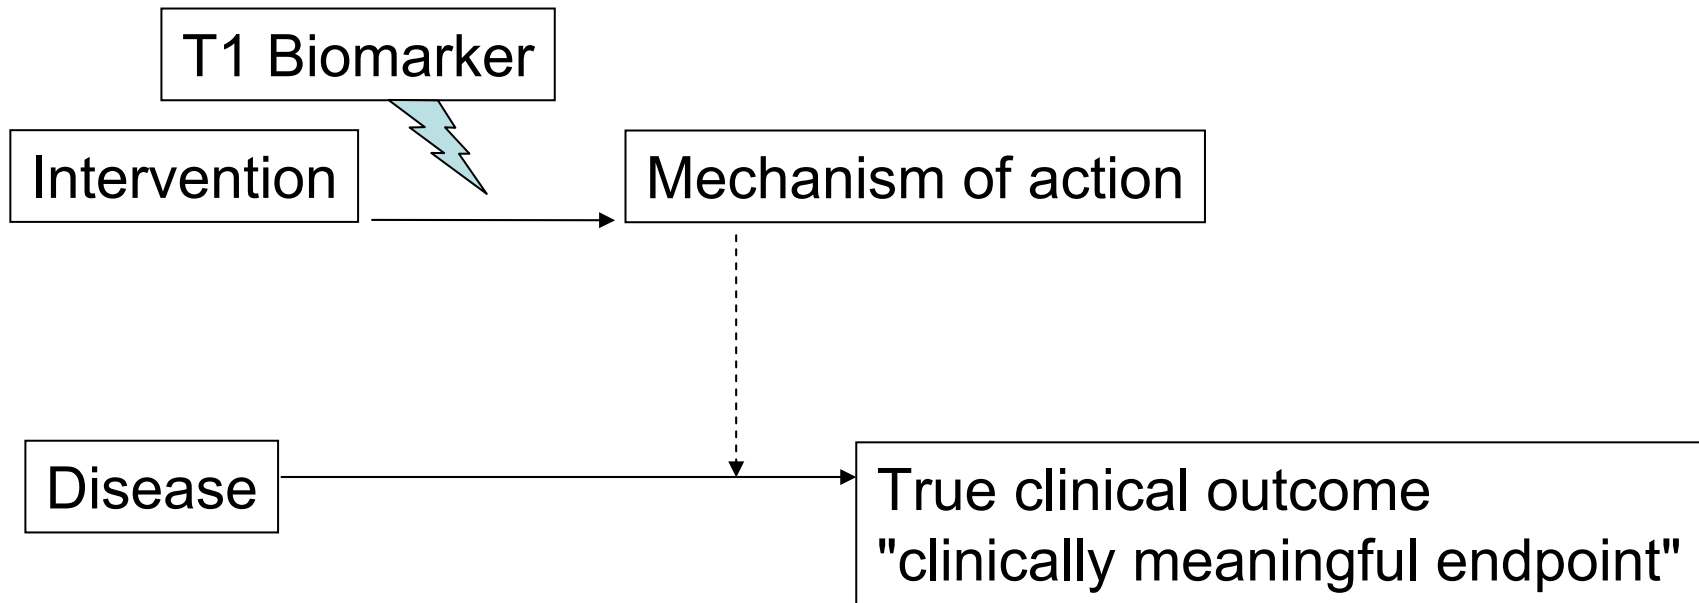 T1 Biomarker
Intervention
Mechanism of action
Disease
True clinical outcome
"clinically meaningful endpoint"